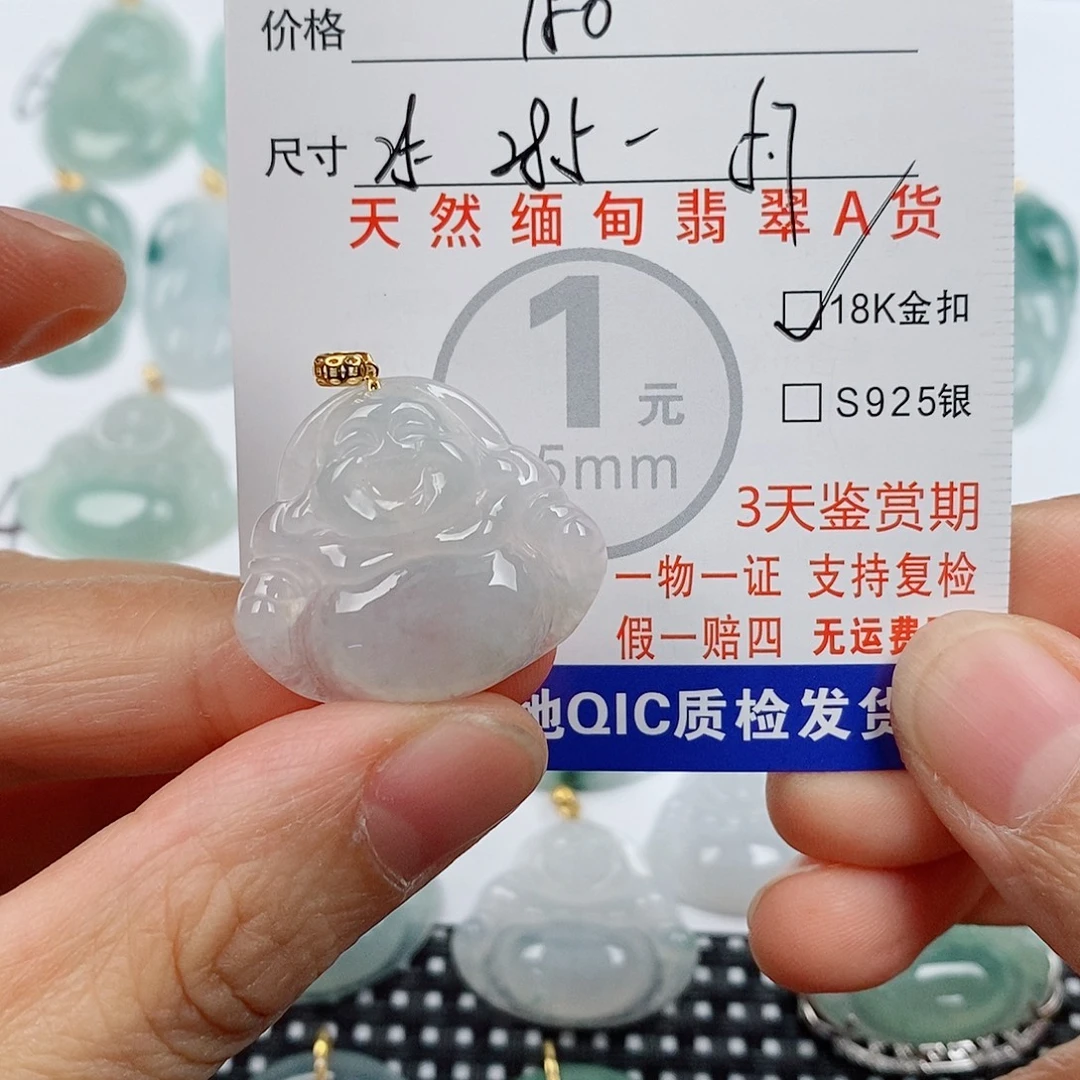 价格
尺寸
天然缅甸翡翠A货
1元
5mm
18K金扣
S925银
3天鉴赏期
一物一证 支持复检
假一赔四 无运费
地QIC质检发货